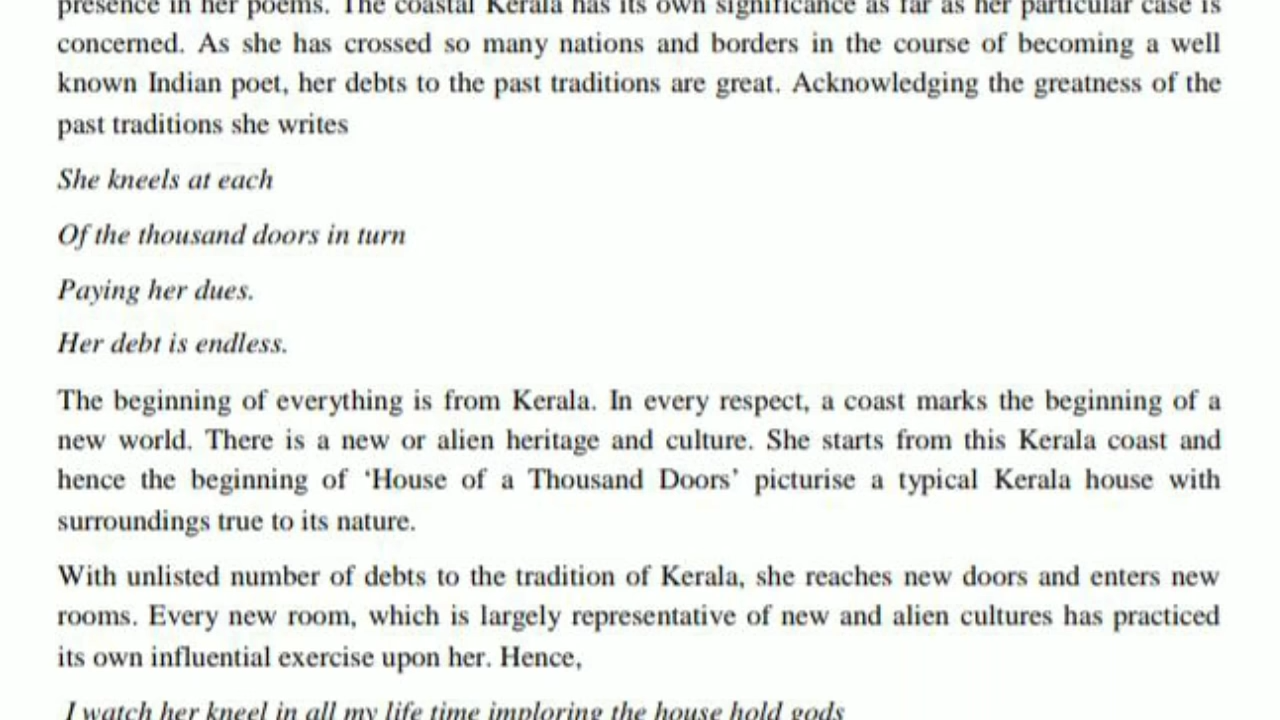 presence in her poems. The coastal Kerala has its own significance as far as her particular case is
concerned. As she has crossed so many nations and borders in the course of becoming a well
known Indian poet, her debts to the past traditions are great. Acknowledging the greatness of the
past traditions she writes
She kneels at each
Of the thousand doors in turn
Paying her dues.
Her debt is endless.
The beginning of everything is from Kerala. In every respect, a coast marks the beginning of a
new world. There is a new or alien heritage and culture. She starts from this Kerala coast and
hence the beginning of ‘House of a Thousand Doors’ picturise a typical Kerala house with
surroundings true to its nature.
With unlisted number of debts to the tradition of Kerala, she reaches new doors and enters new
rooms. Every new room, which is largely representative of new and alien cultures has practiced
its own influential exercise upon her. Hence,
I watch her kneel in all my life time imploring the house hold gods